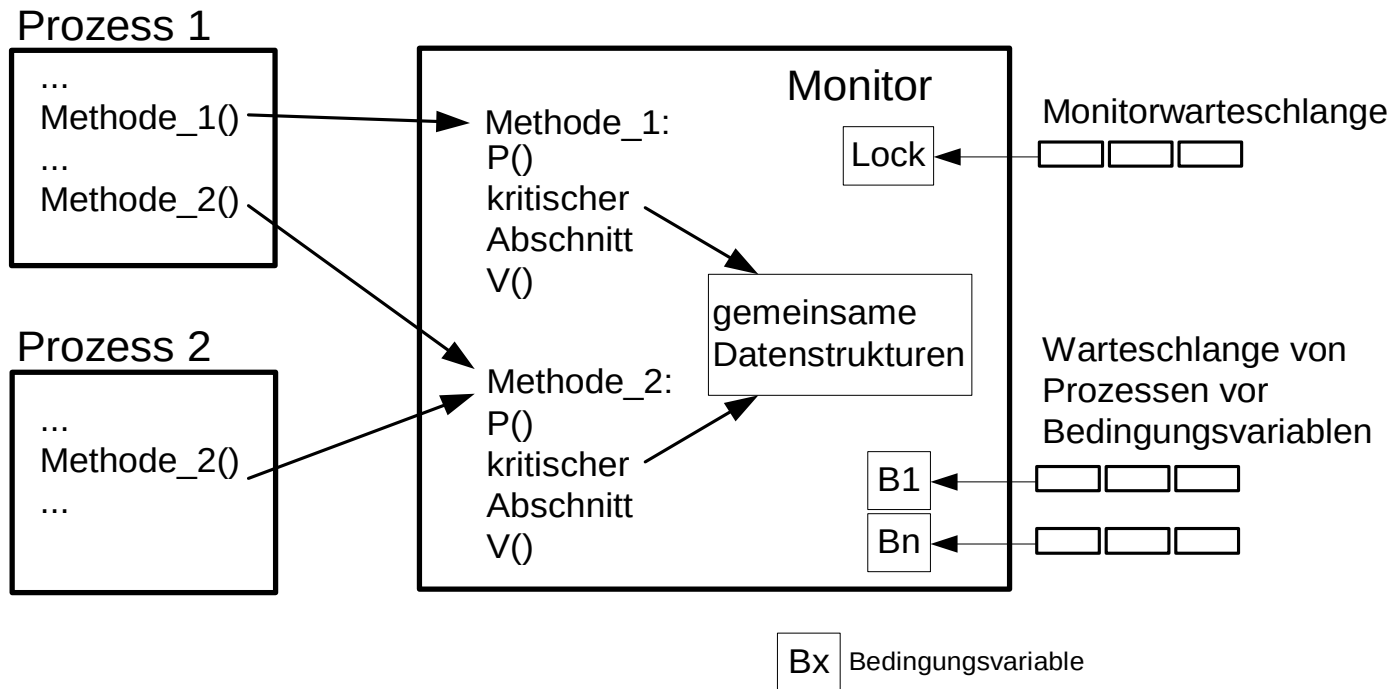 Prozess 1
...
Methode_1()
...
Methode_2()
Prozess 2
...
Methode_2()
...
Monitor
Methode_1:
P()
kritischer
Abschnitt
V()
Methode_2:
P()
kritischer
Abschnitt
V()
gemeinsame
Datenstrukturen
Lock
B1
Bn
Monitorwarteschlange
Warteschlange von
Prozessen vor
Bedingungsvariablen
Bx Bedingungsvariable